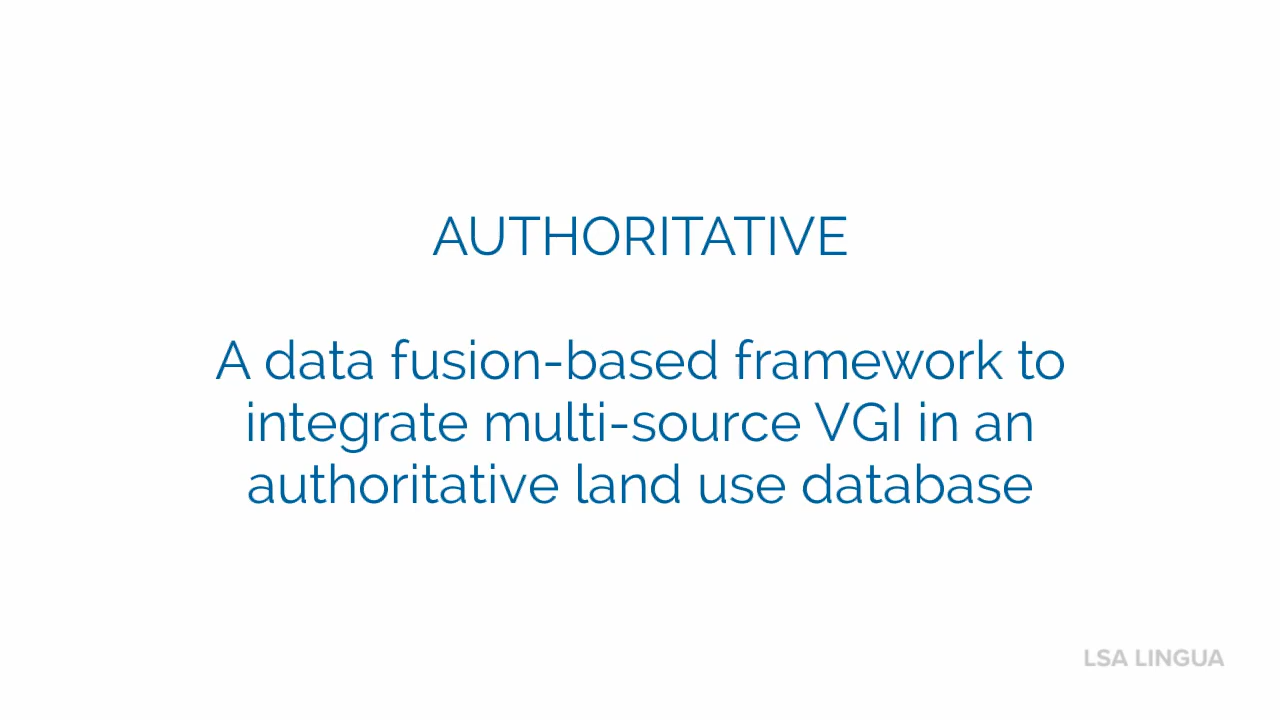 AUTHORITATIVE
A data fusion-based framework to
integrate multi-source VGI in an
authoritative land use database
LSA LINGUA